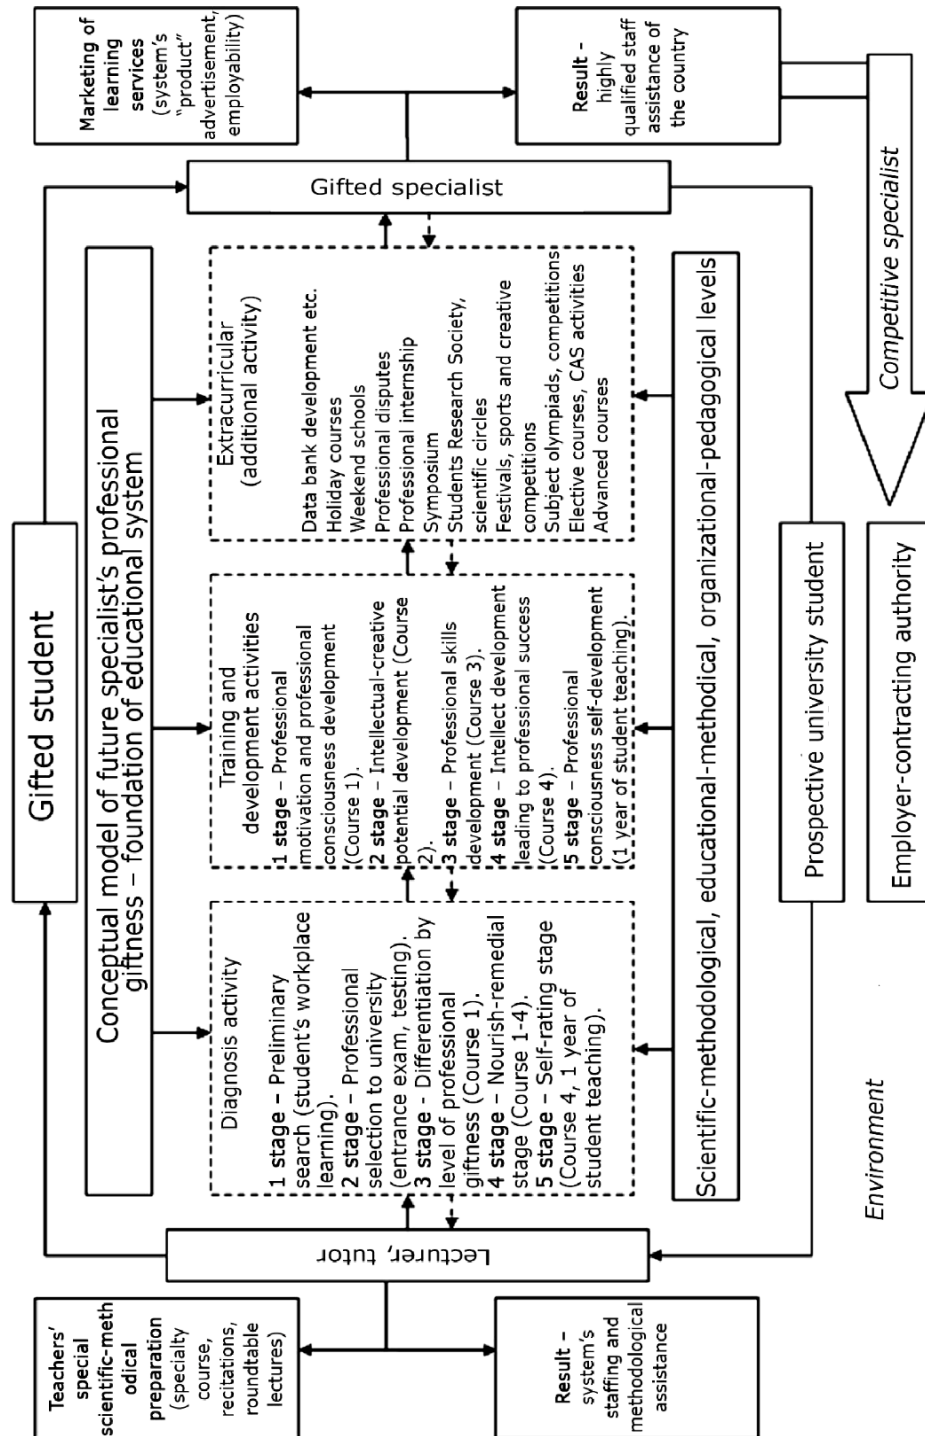 Gifted student
Conceptual model of future specialist's professional
giftness – foundation of educational system
Teachers'
special
scientific-meth
odical
preparation
(specialty
course,
recitations,
roundtable
lectures)
Result –
system's
staffing and
methodological
assistance
Lecturer, tutor
Diagnosis activity
1 stage – Preliminary
search (student's workplace
learning).
2 stage – Professional
selection to university
(entrance exam, testing).
3 stage - Differentiation by
level of professional
giftness (Course 1).
4 stage – Nourish-remedial
stage (Course 1-4).
5 stage – Self-rating stage
(Course 4, 1 year of
student teaching).
Training and
development activities
1 stage – Professional
motivation and professional
consciousness development
(Course 1).
2 stage – Intellectual-creative
potential development (Course
2).
3 stage – Professional skills
development (Course 3).
4 stage – Intellect development
leading to professional success
(Course 4).
5 stage – Professional
consciousness self-development
(1 year of student teaching).
Extracurricular
(additional activity)
Data bank development etc.
Holiday courses
Weekend schools
Professional disputes
Professional internship
Symposium
Students Research Society,
scientific circles
Festivals, sports and creative
competitions
Subject olympiads, competitions
Elective courses, CAS activities
Advanced courses
Gifted specialist
Marketing of
learning
services
(system's
"product"
advertisement,
employability)
Result –
highly
qualified staff
assistance of
the country
Scientific-methodological, educational-methodical, organizational-pedagogical levels
Prospective university student
Competitive specialist
Environment
Employer-contracting authority